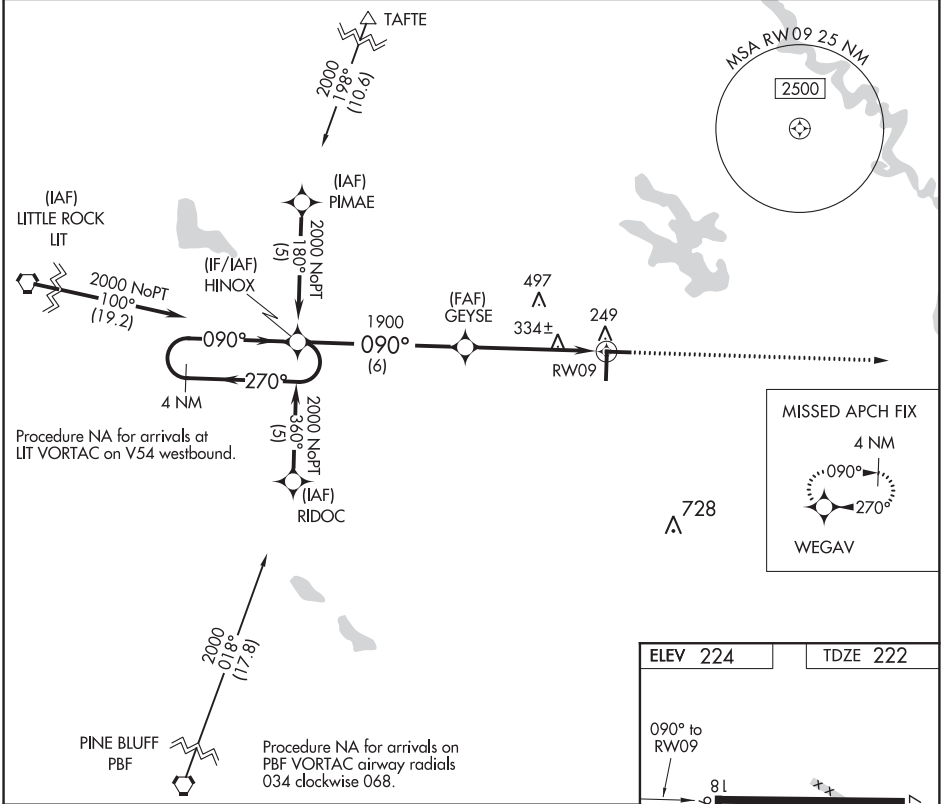 TAFTE
2000
198°
(10.6)
MSA RW09 25 NM
2500
(IAF)
PIMAE
(IAF)
LITTLE ROCK
LIT
2000 NoPT
180°
(5)
(IF/IAF)
HINOX
2000 NoPT
100°
(19.2)
497
(FAF)
GEYSE
249
334±
1900
090°
(6)
090°
RW09
270°
4 NM
2000 NoPT
360°
(5)
Procedure NA for arrivals at
LIT VORTAC on V54 westbound.
(IAF)
RIDOC
MISSED APCH FIX
4 NM
090°
270°
WEGAV
728
2000
018°
(17.8)
ELEV 224
TDZE 222
PINE BLUFF
PBF
Procedure NA for arrivals on
PBF VORTAC airway radials
034 clockwise 068.
090° to
RW09
18
x x